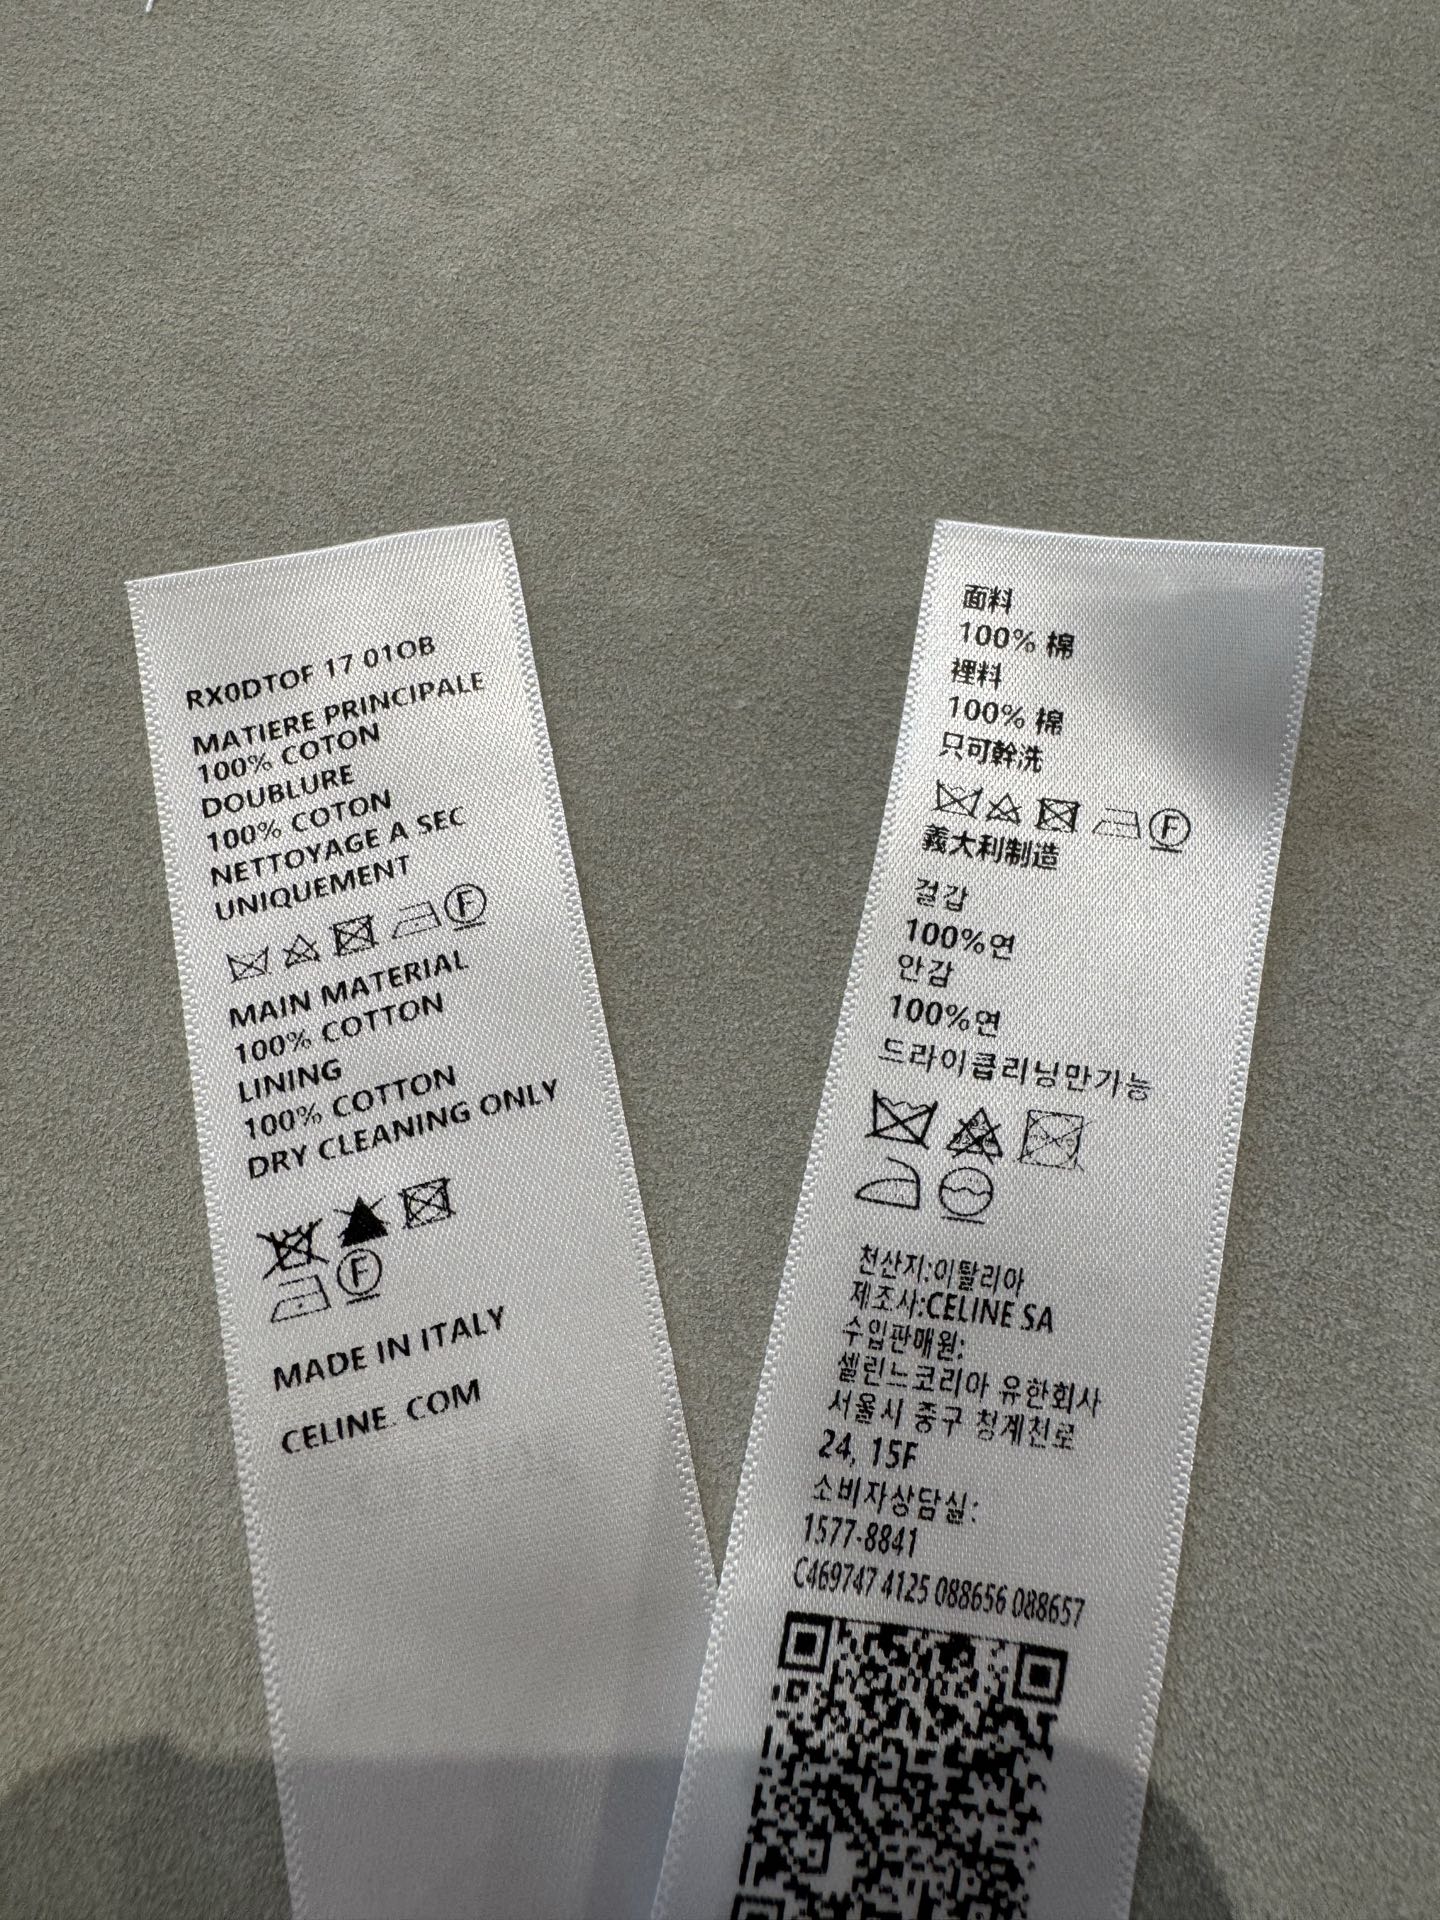 RX0DTOF 17 01OB
MATIERE PRINCIPALE
100% COTON
DOUBLURE
100% COTON
NETTOYAGE A SEC
UNIQUEMENT
F
MAIN MATERIAL
100% COTTON
LINING
100% COTTON
DRY CLEANING ONLY
F
MADE IN ITALY
CELINE. COM
面料
100% 棉
裡料
100% 棉
只可幹洗
F
義大利制造
걸갑
100%연
안감
100%연
드라이클리닝만기능
천산지:이탈리아
제조사:CELINE SA
수입판매원:
셀린느코리아 유한회사
서울시 중구 청계천로
24, 15F
소비자상담실:
1577-8841
C469747 4125 088656 088657